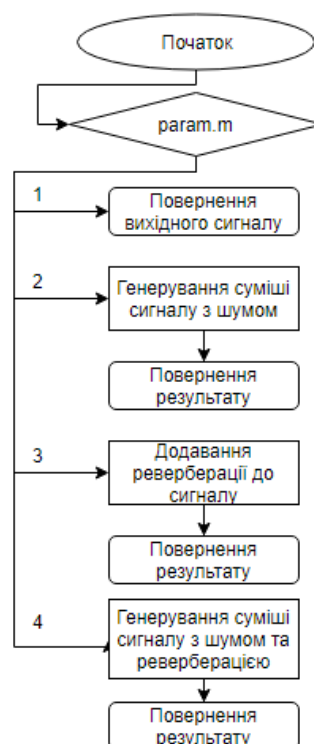 Початок
param.m
1
Повернення
вихідного сигналу
2
Генерування суміші
сигналу з шумом
Повернення
результату
3
Додавання
реверберації до
сигналу
Повернення
результату
4
Генерування суміші
сигналу з шумом та
реверберацією
Повернення
результату